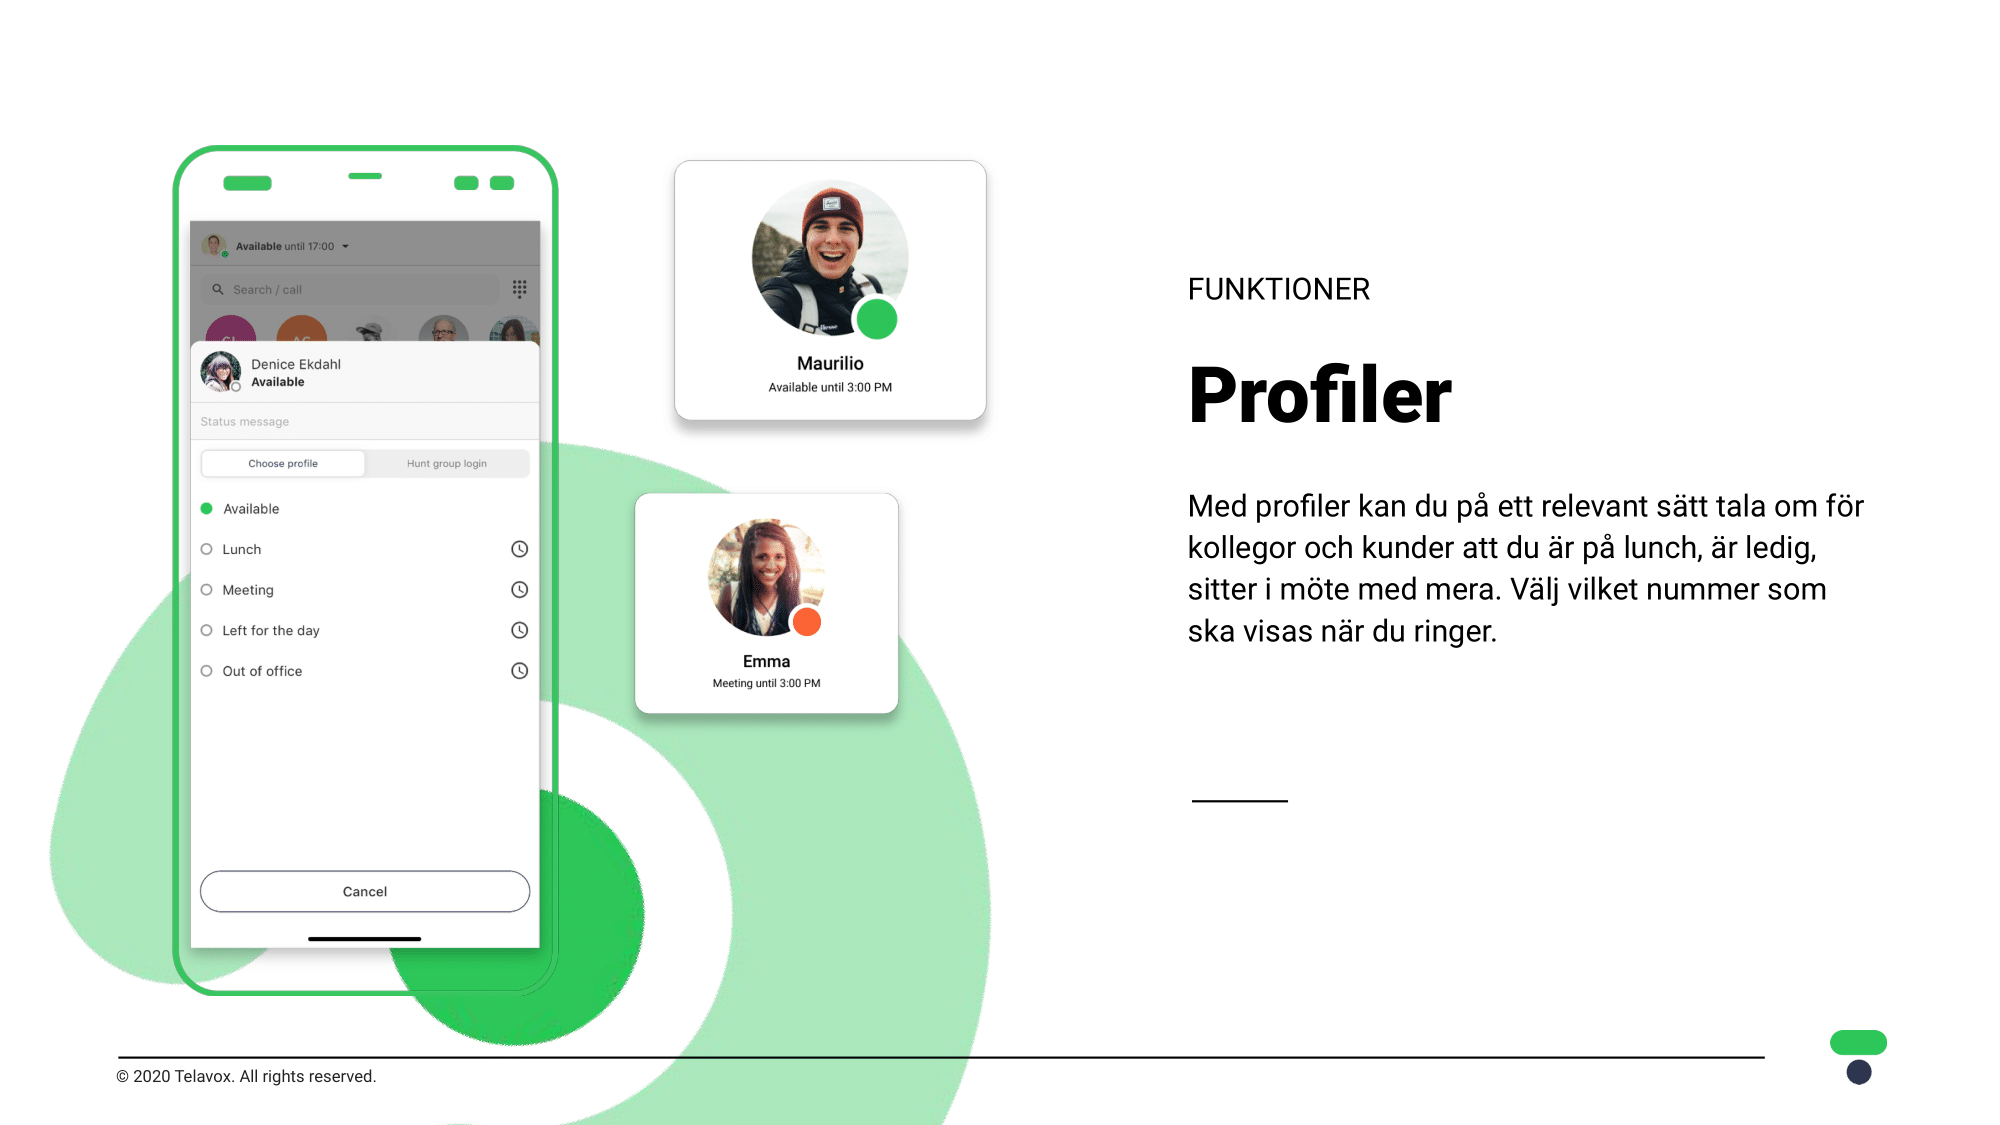 Available until 17:00
Search / call
Denice Ekdahl
Available
Status message
Choose profile
Hunt group login
Available
Lunch
Meeting
Left for the day
Out of office
Cancel
Maurilio
Available until 3:00 PM
Emma
Meeting until 3:00 PM
FUNKTIONER
Profiler
Med profiler kan du på ett relevant sätt tala om för
kollegor och kunder att du är på lunch, är ledig,
sitter i möte med mera. Välj vilket nummer som
ska visas när du ringer.
© 2020 Telavox. All rights reserved.